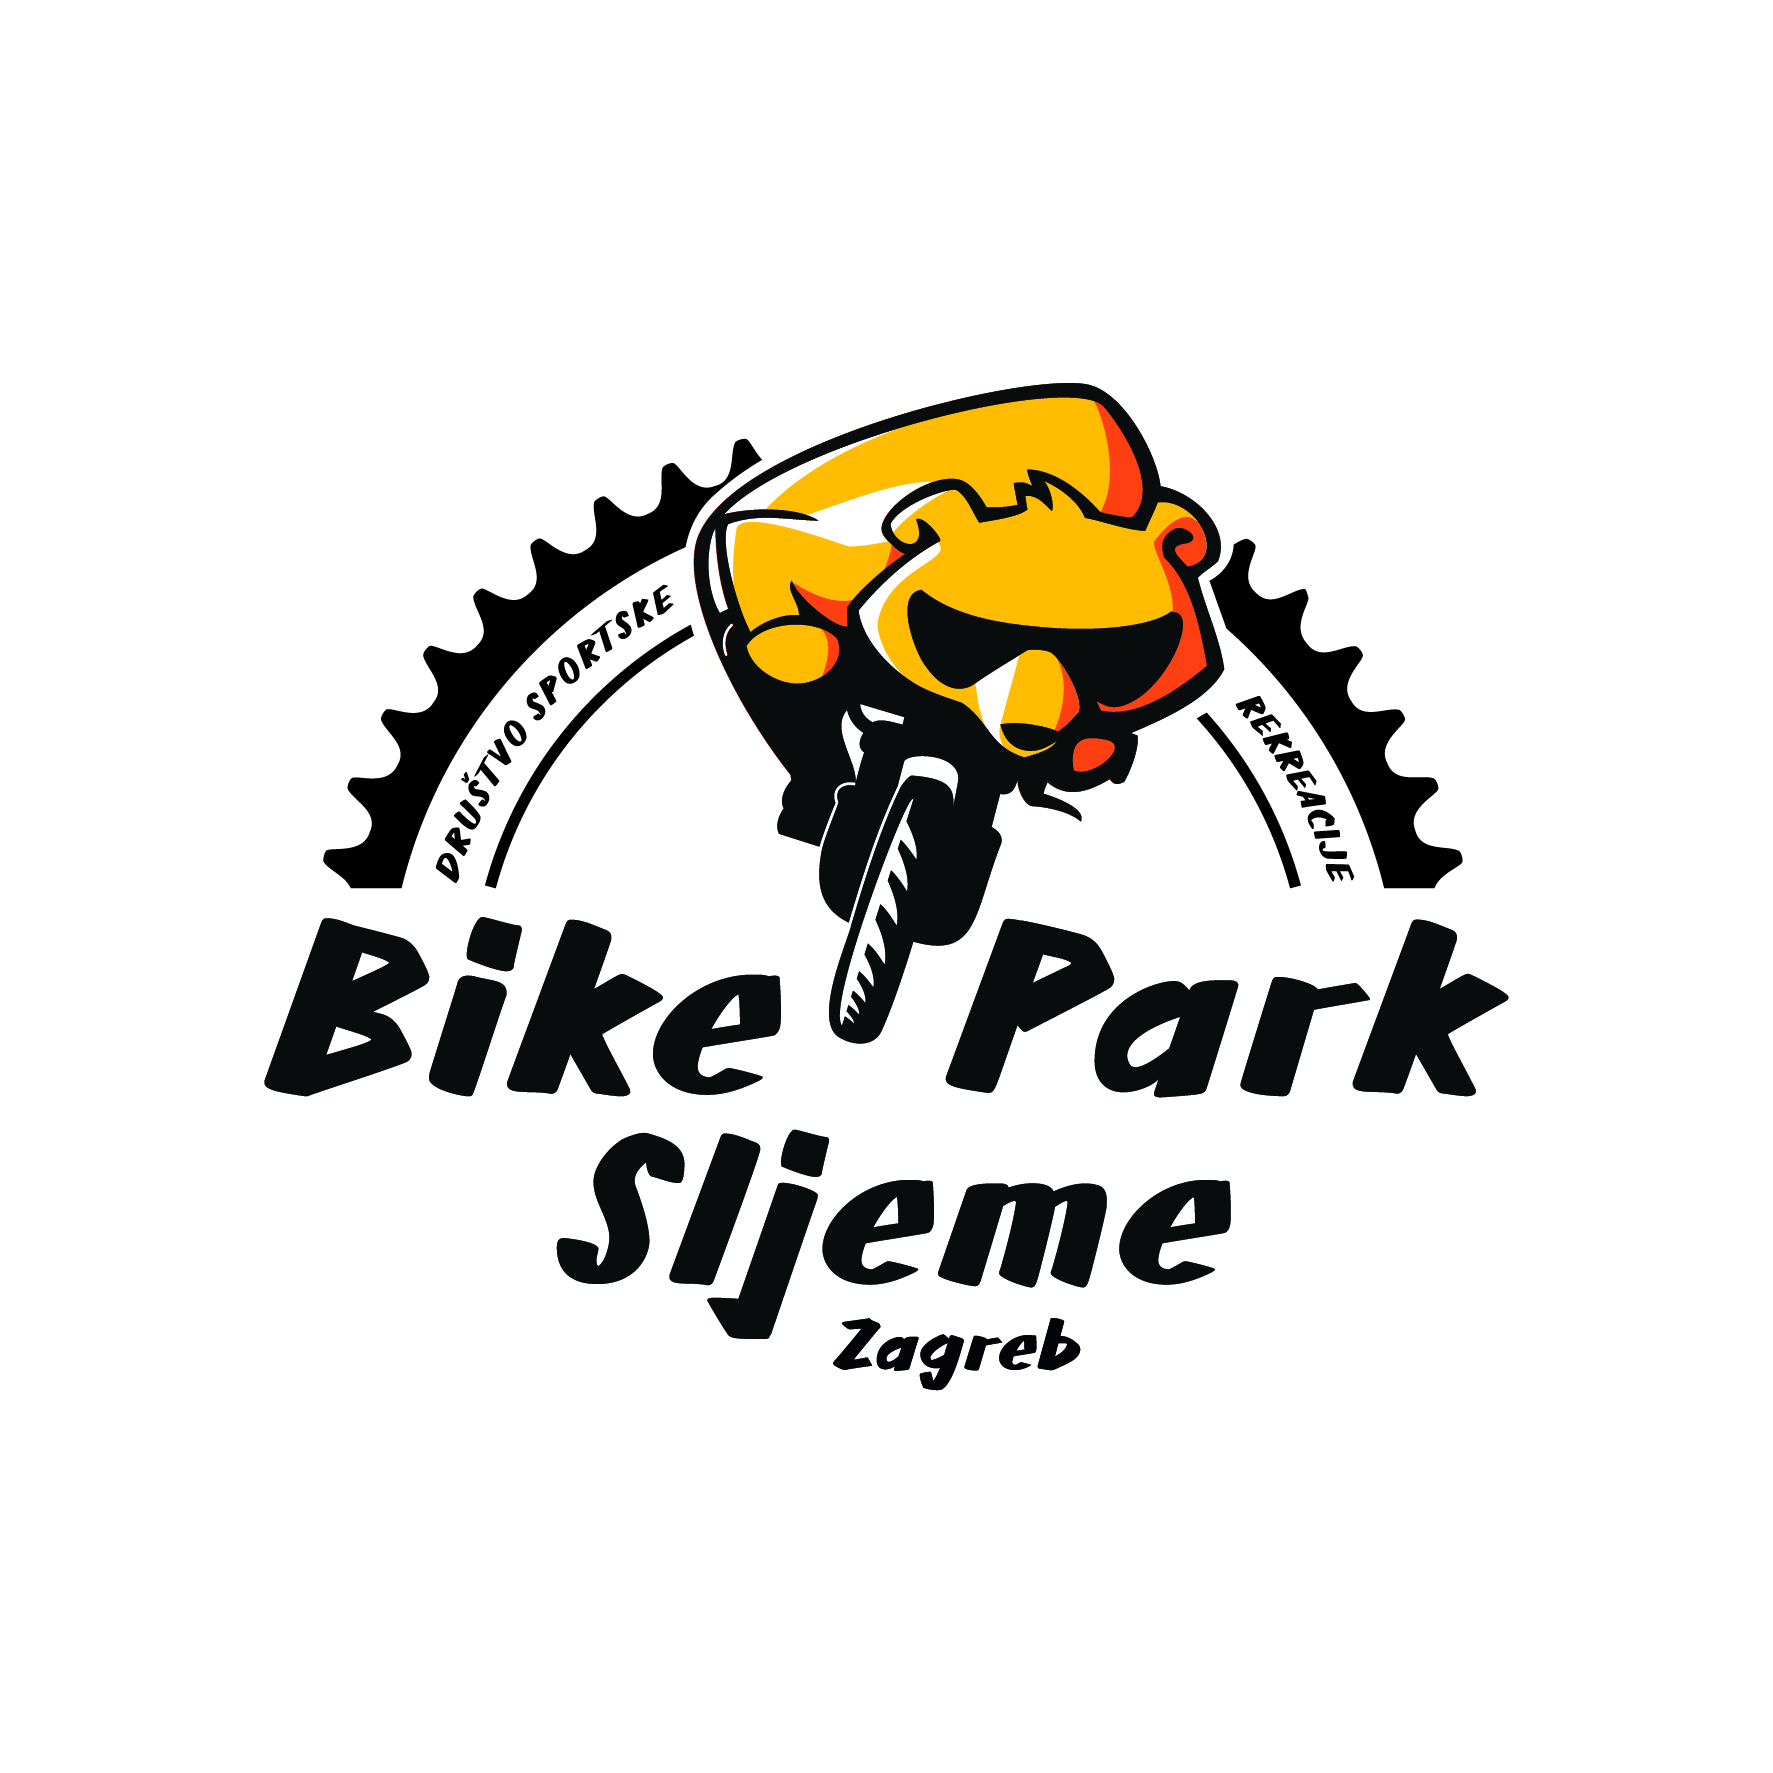 DRUŠTVO SPORTSKE REKREACIJE
Bike Park
Sljeme
Zagreb